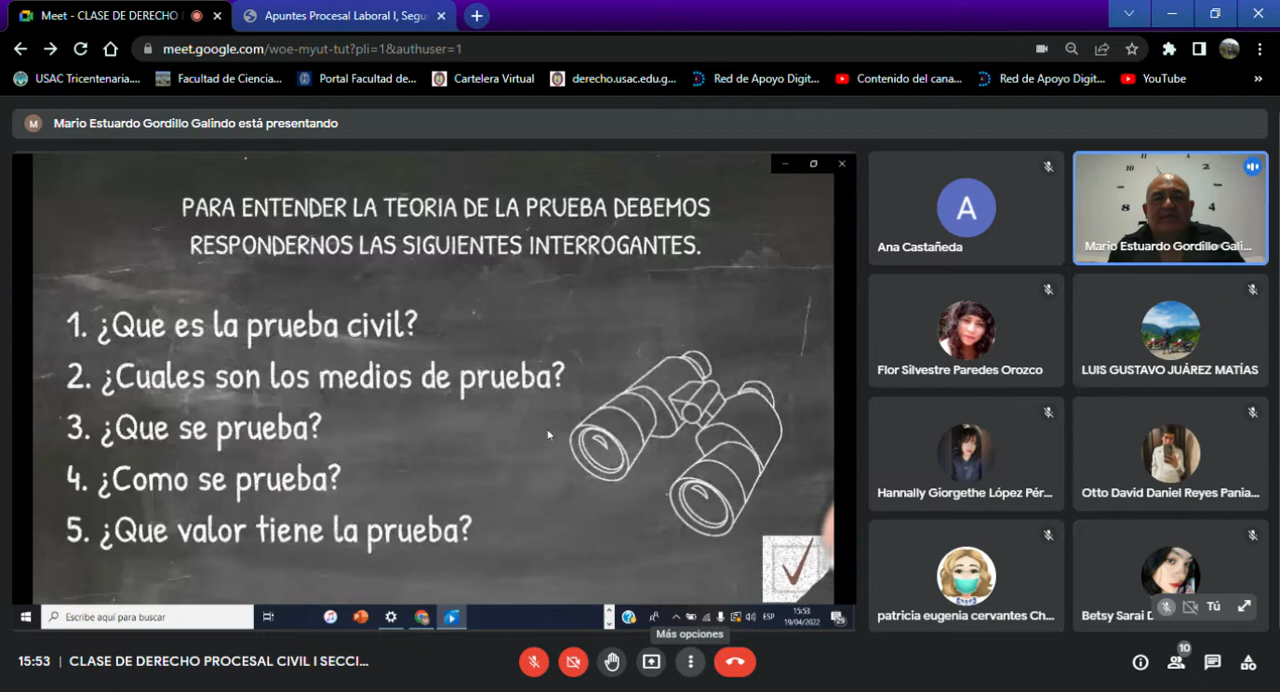 Meet - CLASE DE DERECHO
Apuntes Procesal Laboral I, Segu
meet.google.com/woe-myut-tut?pli=1&authuser=1
USAC Tricentenaria....
Facultad de Ciencia...
Portal Facultad de...
Cartelera Virtual
derecho.usac.edu.g...
Red de Apoyo Digit...
Contenido del cana...
Red de Apoyo Digit...
YouTube
»
M
Mario Estuardo Gordillo Galindo está presentando
PARA ENTENDER LA TEORIA DE LA PRUEBA DEBEMOS
RESPONDERNOS LAS SIGUIENTES INTERROGANTES.
1. ¿Que es la prueba civil?
2. ¿Cuales son los medios de prueba?
3. ¿Que se prueba?
4. ¿Como se prueba?
5. ¿Que valor tiene la prueba?
Escribe aquí para buscar
ESP
15:53
19/04/2022
Más opciones
A
Ana Castañeda
11
10
2
8
4
Mario Estuardo Gordillo Gali...
Flor Silvestre Paredes Orozco
LUIS GUSTAVO JUÁREZ MATÍAS
Hannally Giorgethe López Pér...
Otto David Daniel Reyes Pania...
patricia eugenia cervantes Ch...
Betsy Sarai
Tú
15:53 | CLASE DE DERECHO PROCESAL CIVIL I SECCI...
10